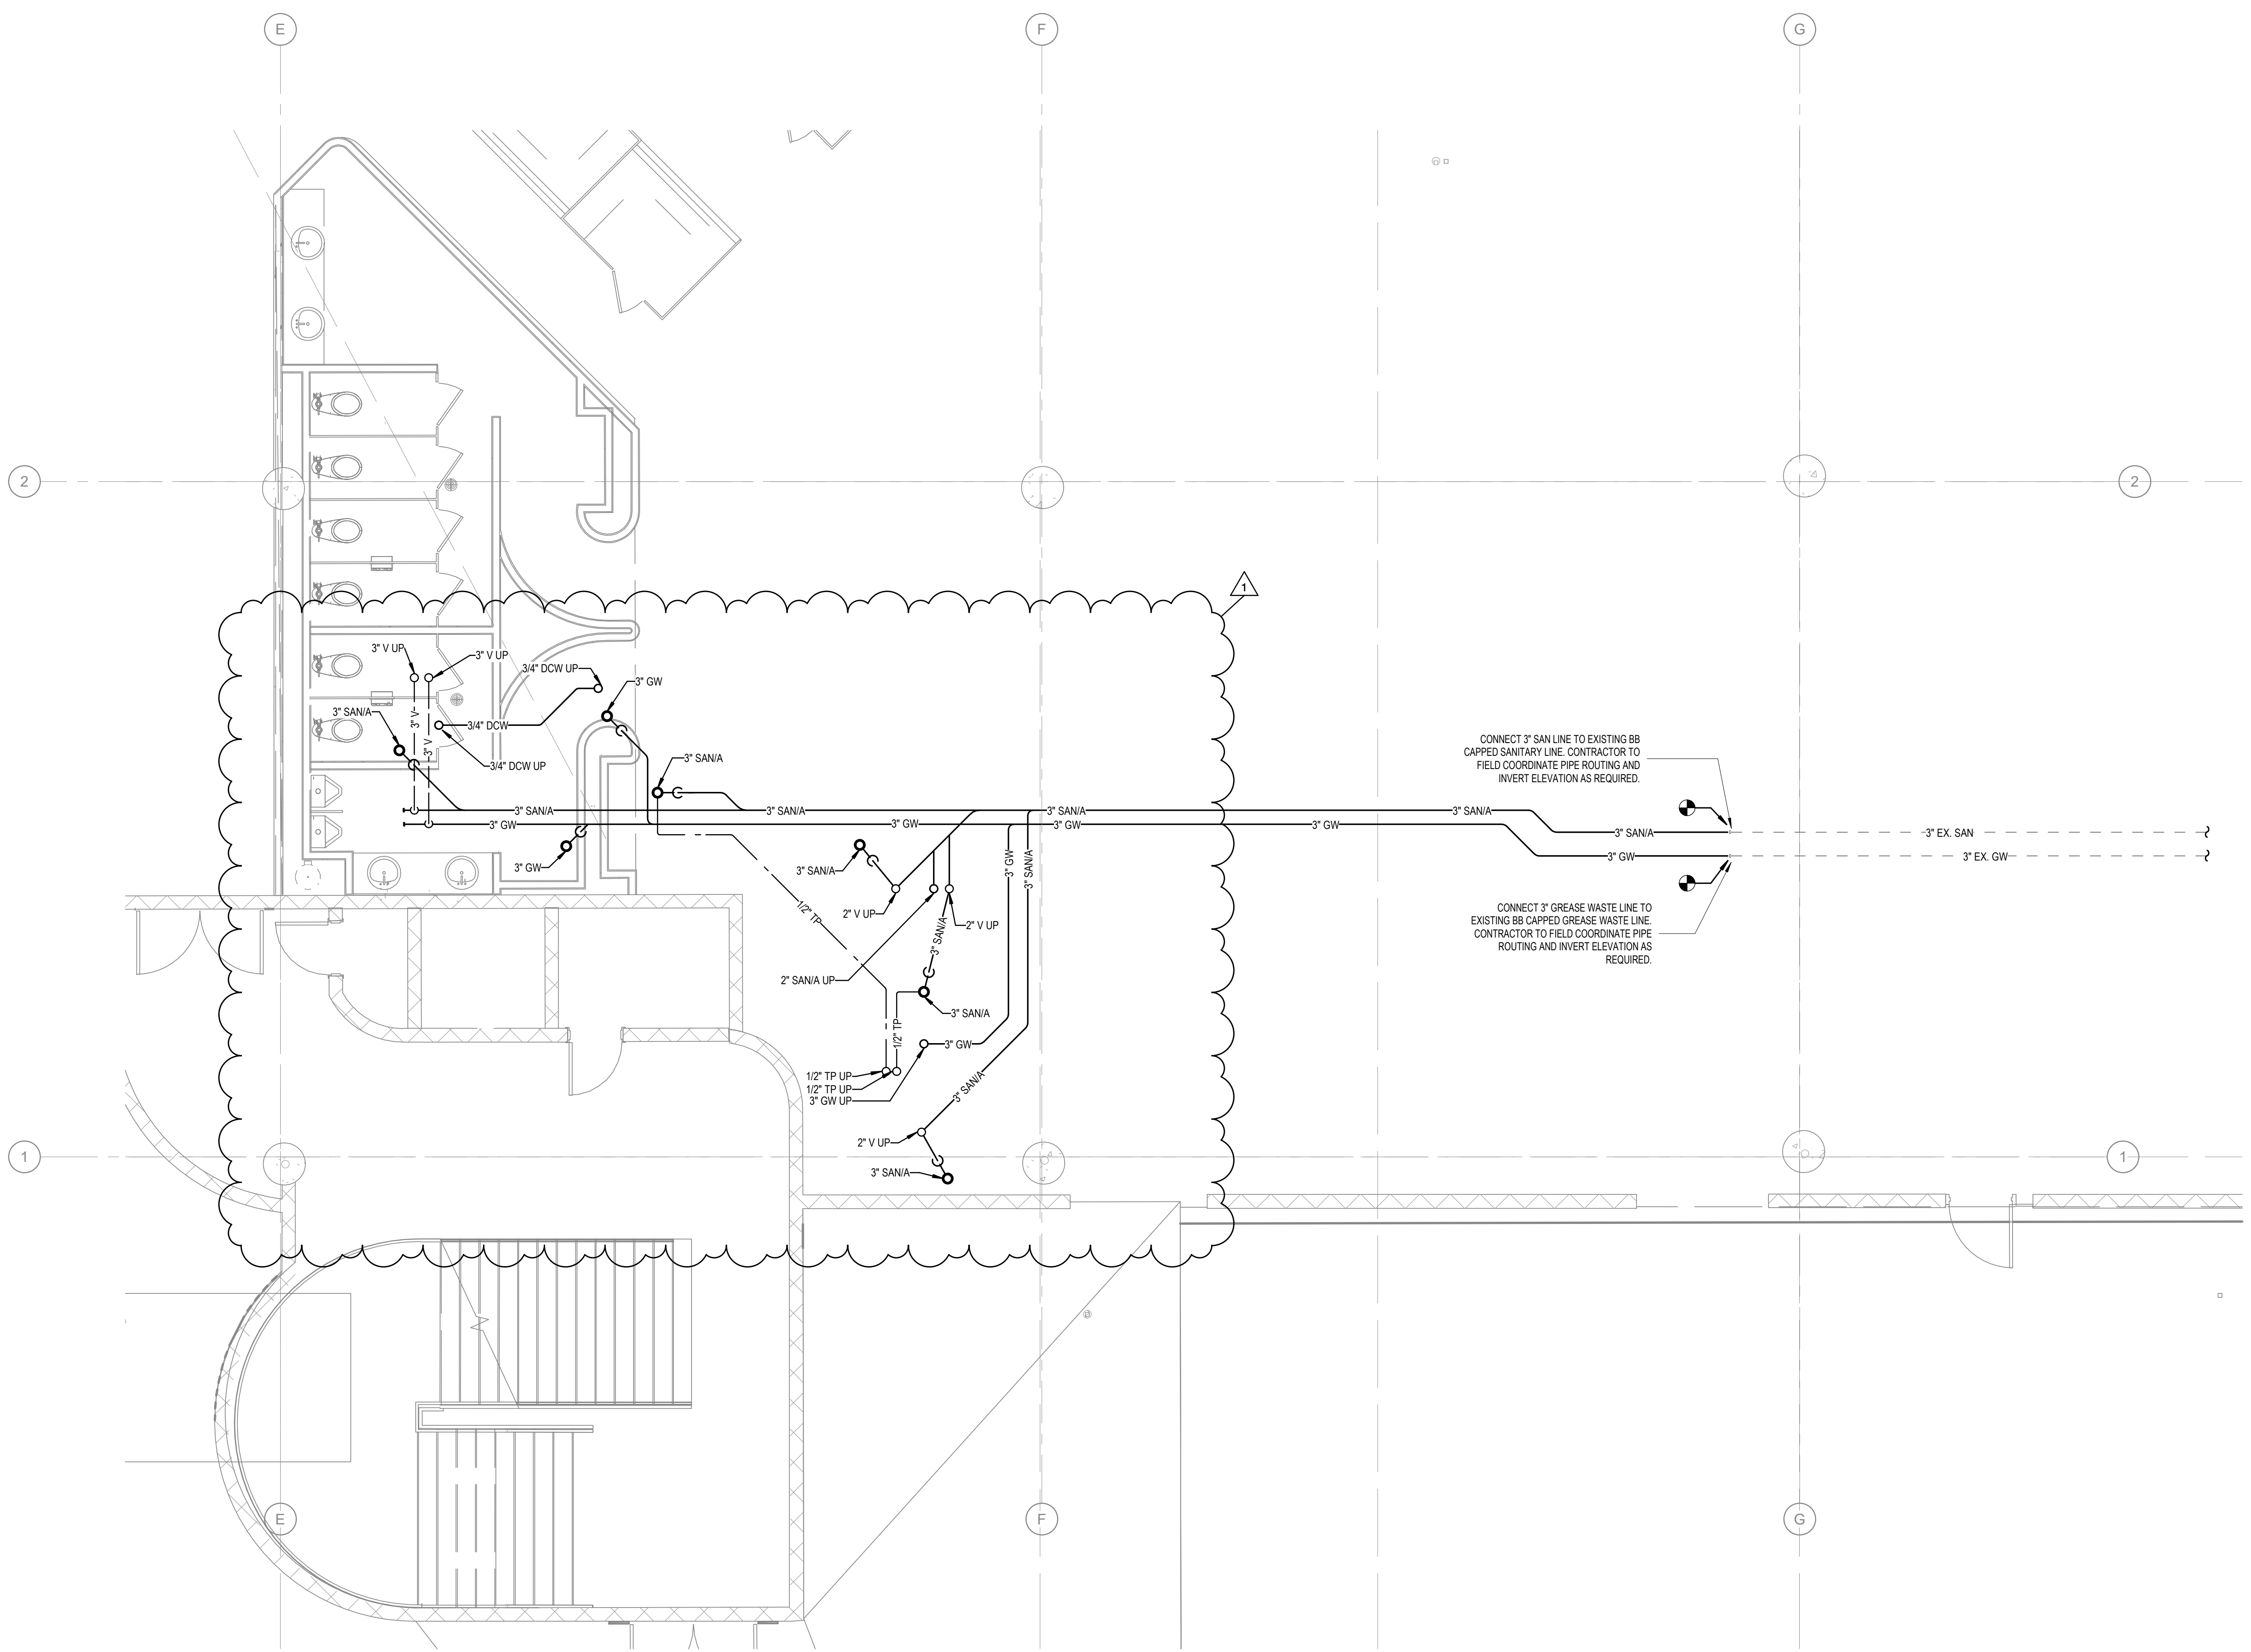 E
F
G
2
2
1
3" V UP
3" V UP
3/4" DCW UP
3" GW
3" SAN/A
3" V
3/4" DCW
3" V
3/4" DCW UP
3" SAN/A
CONNECT 3" SAN LINE TO EXISTING BB
CAPPED SANITARY LINE. CONTRACTOR TO
FIELD COORDINATE PIPE ROUTING AND
INVERT ELEVATION AS REQUIRED.
3" SAN/A
3" SAN/A
3" SAN/A
3" SAN/A
3" GW
3" GW
3" GW
3" GW
3" SAN/A
3" EX. SAN
3" GW
3" EX. GW
3" GW
3" SAN/A
3" GW
3" SAN/A
2" V UP
1/2" TP
2" V UP
3" SAN/A
CONNECT 3" GREASE WASTE LINE TO
EXISTING BB CAPPED GREASE WASTE LINE.
CONTRACTOR TO FIELD COORDINATE PIPE
ROUTING AND INVERT ELEVATION AS
REQUIRED.
2" SAN/A UP
3" SAN/A
1/2" TP
3" GW
1/2" TP UP
1/2" TP UP
3" GW UP
3" SAN/A
2" V UP
3" SAN/A
1
1
E
F
G